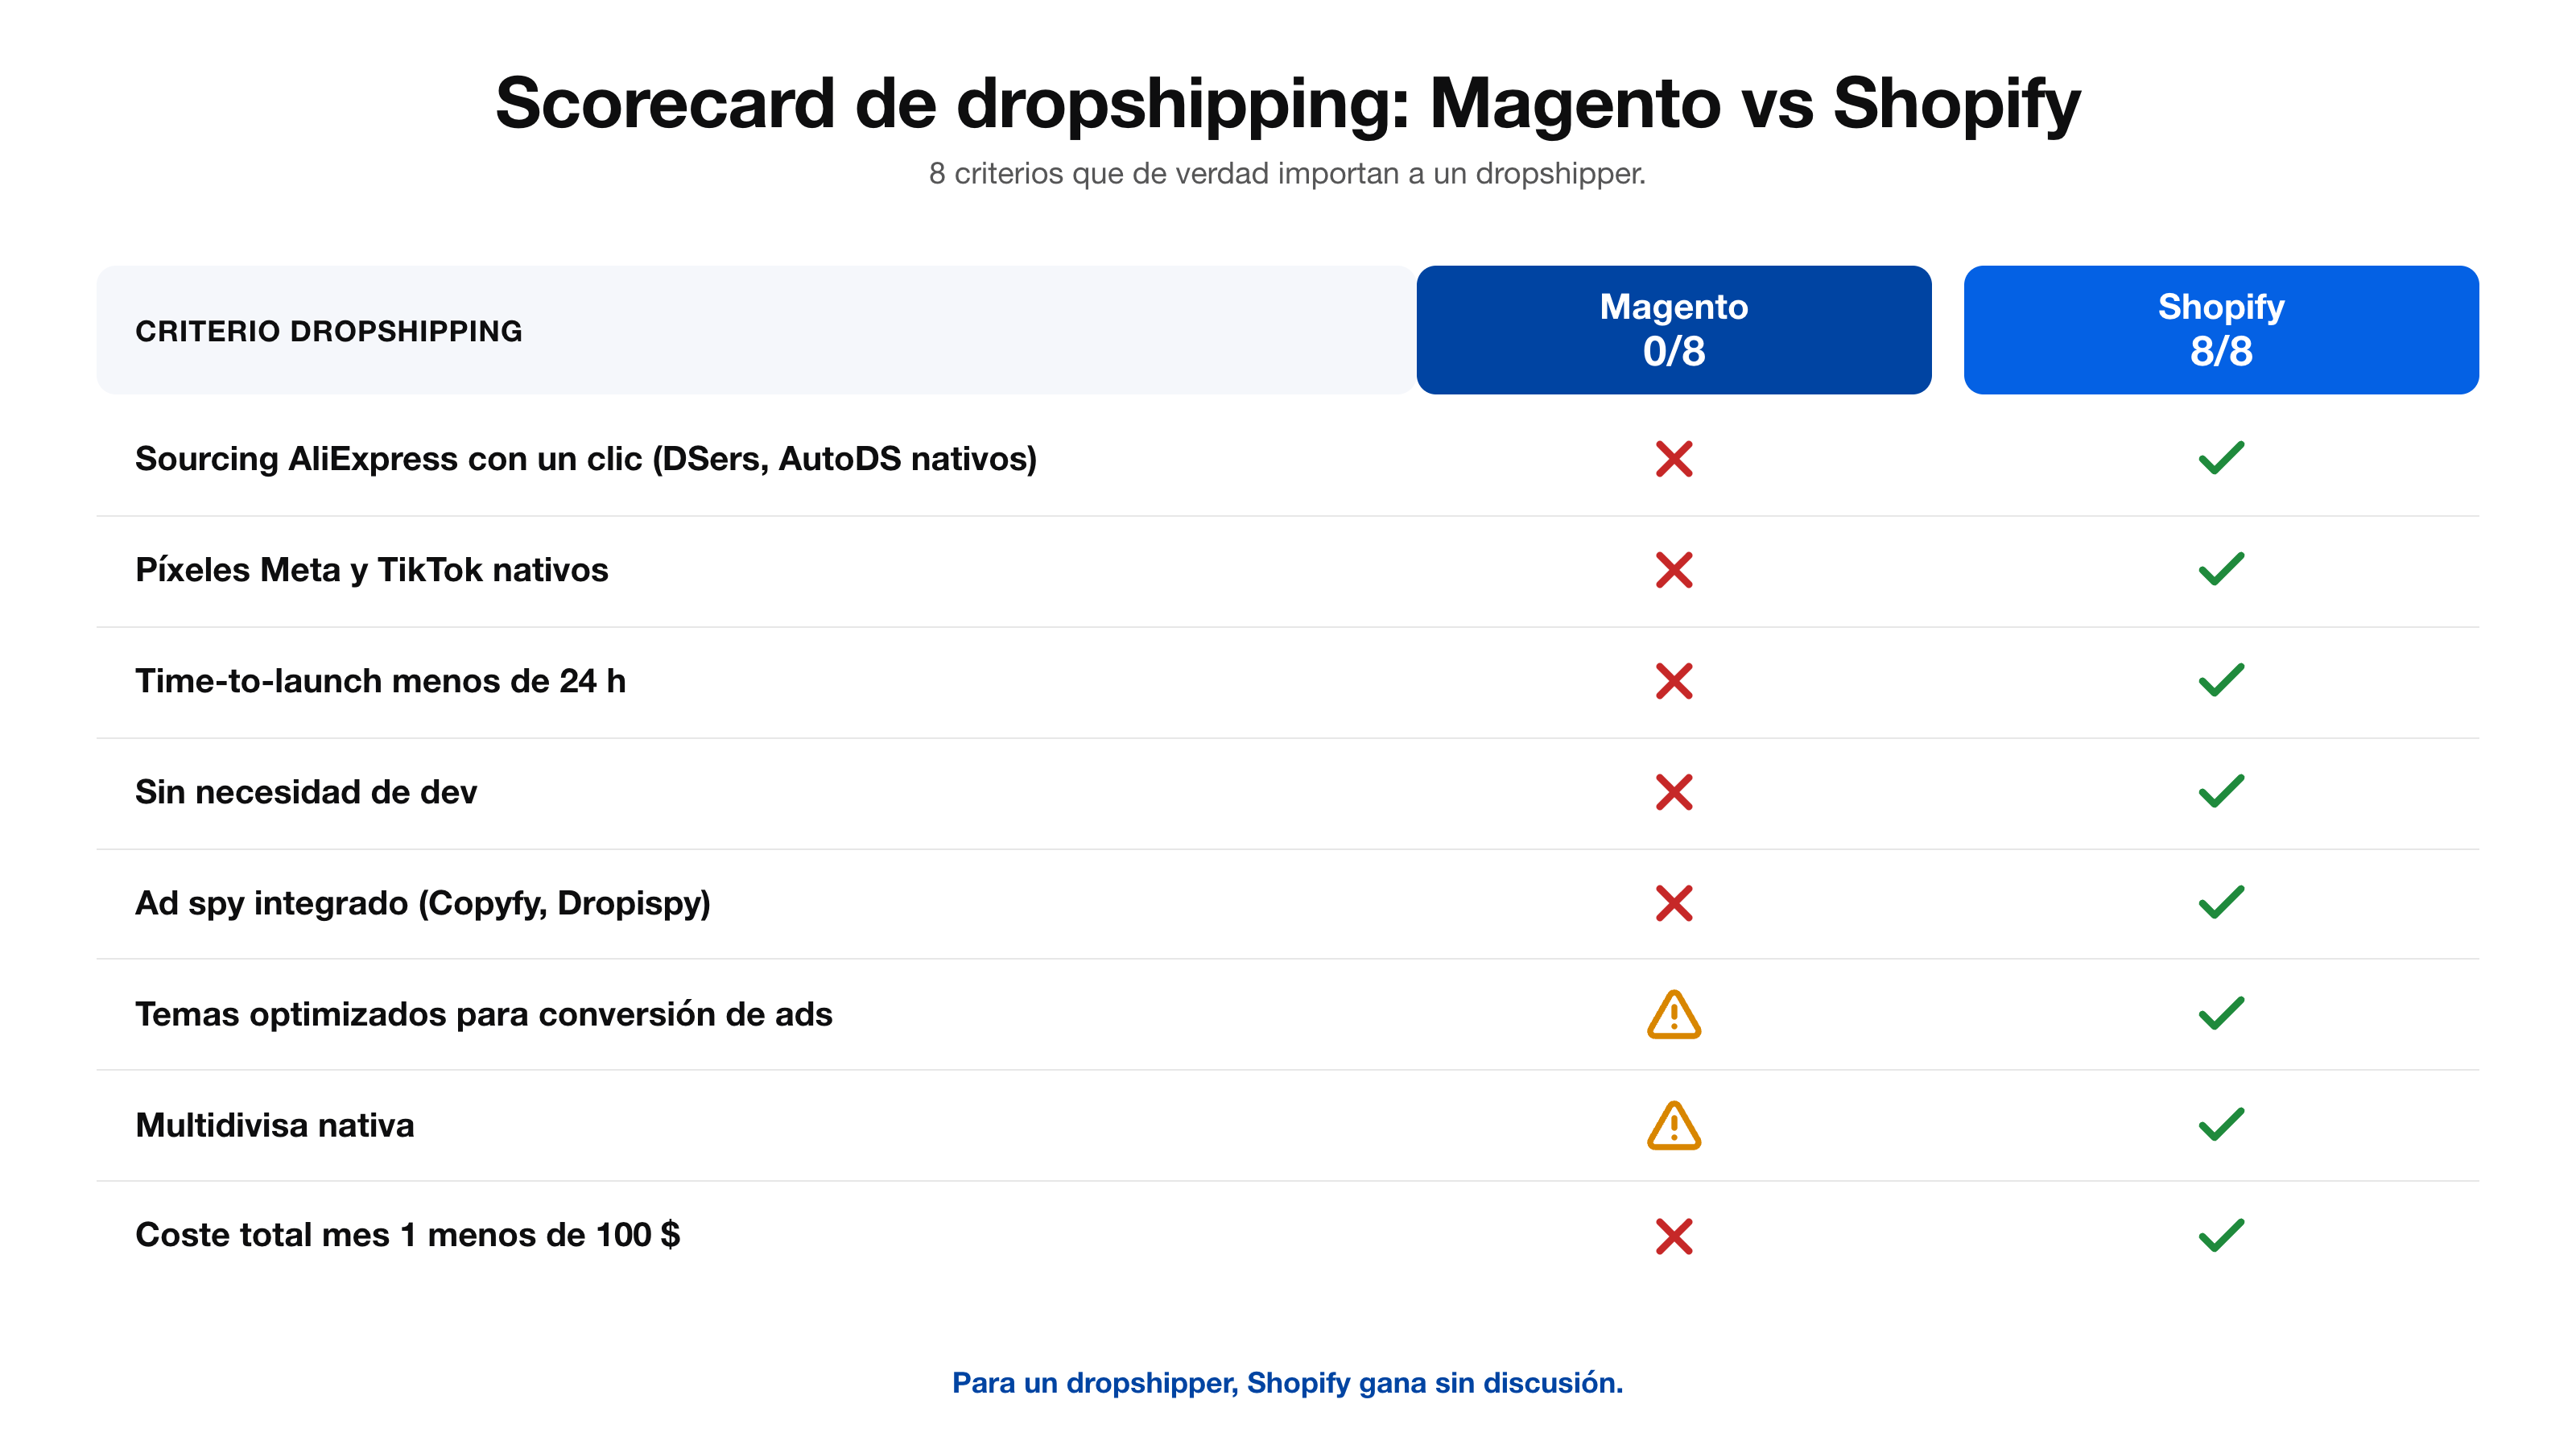 Scorecard de dropshipping: Magento vs Shopify
8 criterios que de verdad importan a un dropshipper.
CRITERIO DROPSHIPPING
Magento
0/8
Shopify
8/8
Sourcing AliExpress con un clic (DSers, AutoDS nativos)
Píxeles Meta y TikTok nativos
Time-to-launch menos de 24 h
Sin necesidad de dev
Ad spy integrado (Copyfy, Dropispy)
Temas optimizados para conversión de ads
Multidivisa nativa
Coste total mes 1 menos de 100 $
Para un dropshipper, Shopify gana sin discusión.